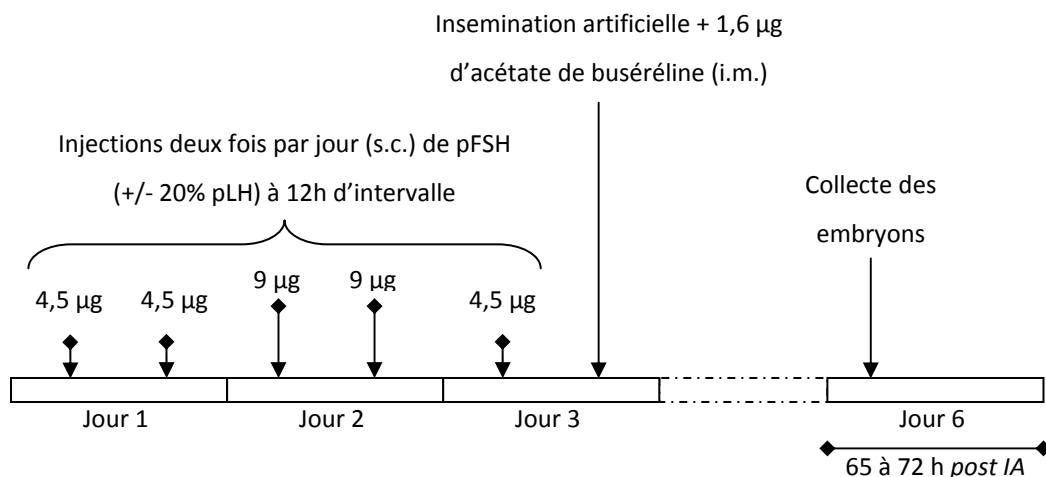 Insemination artificielle + 1,6 µg
d’acétate de buséréline (i.m.)
Injections deux fois par jour (s.c.) de pFSH
(+/- 20% pLH) à 12h d’intervalle
Collecte des
embryons
4,5 µg 4,5 µg 9 µg 9 µg 4,5 µg
Jour 1 Jour 2 Jour 3 Jour 6
65 à 72 h post IA